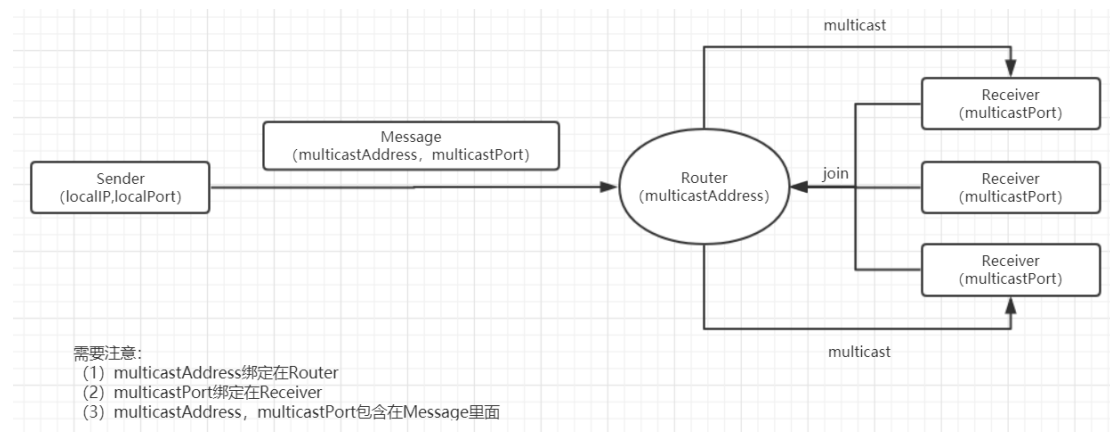 multicast
Receiver
（multicastPort）
Message
（multicastAddress，multicastPort）
Sender
（localIP,localPort）
Router
（multicastAddress）
join
Receiver
（multicastPort）
Receiver
（multicastPort）
multicast
需要注意：
（1）multicastAddress绑定在Router
（2）multicastPort绑定在Receiver
（3）multicastAddress，multicastPort包含在Message里面